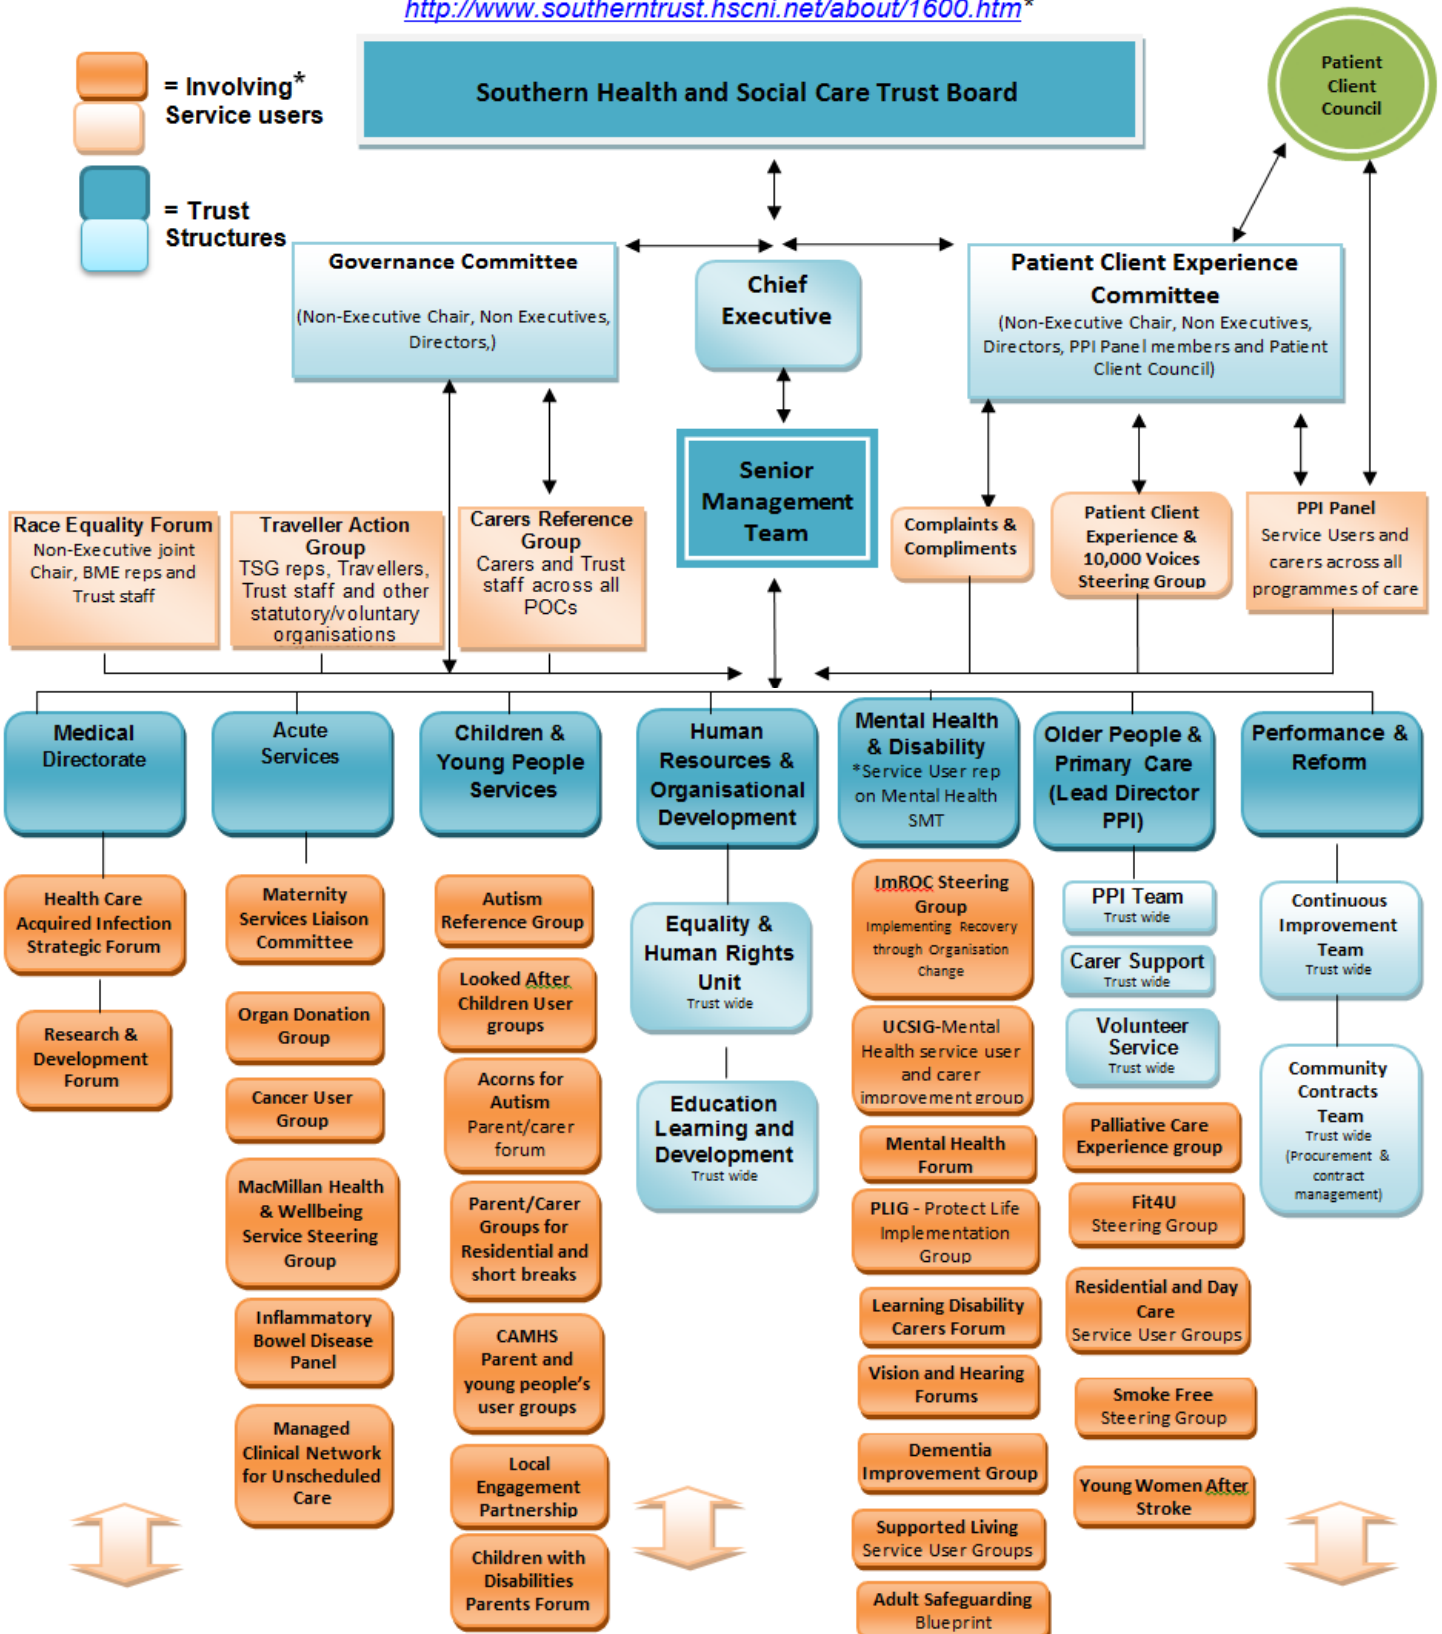 http://www.southerntrust.hscni.net/about/1600.htm*
= Involving*
Service users
= Trust
Structures
Southern Health and Social Care Trust Board
Patient
Client
Council
Governance Committee
(Non-Executive Chair, Non Executives,
Directors,)
Chief
Executive
Patient Client Experience
Committee
(Non-Executive Chair, Non Executives,
Directors, PPI Panel members and Patient
Client Council)
Senior
Management
Team
Race Equality Forum
Non-Executive joint
Chair, BME reps and
Trust staff
Traveller Action
Group
TSG reps, Travellers,
Trust staff and other
statutory/voluntary
organisations
Carers Reference
Group
Carers and Trust
staff across all
POCs
Complaints &
Compliments
Patient Client
Experience &
10,000 Voices
Steering Group
PPI Panel
Service Users and
carers across all
programmes of care
Medical
Directorate
Acute
Services
Children &
Young People
Services
Human
Resources &
Organisational
Development
Mental Health
& Disability
*Service User rep
on Mental Health
SMT
Older People &
Primary Care
(Lead Director
PPI)
Performance &
Reform
Health Care
Acquired Infection
Strategic Forum
Research &
Development
Forum
Maternity
Services Liaison
Committee
Organ Donation
Group
Cancer User
Group
MacMillan Health
& Wellbeing
Service Steering
Group
Inflammatory
Bowel Disease
Panel
Managed
Clinical Network
for Unscheduled
Care
Autism
Reference Group
Looked After
Children User
groups
Acorns for
Autism
Parent/carer
forum
Parent/Carer
Groups for
Residential and
short breaks
CAMHS
Parent and
young people's
user groups
Local
Engagement
Partnership
Children with
Disabilities
Parents Forum
Equality &
Human Rights
Unit
Trust wide
Education
Learning and
Development
Trust wide
ImROC Steering
Group
Implementing Recovery
through Organisation
Change
UCSIG-Mental
Health service user
and carer
improvement group
Mental Health
Forum
PLIG - Protect Life
Implementation
Group
Learning Disability
Carers Forum
Vision and Hearing
Forums
Dementia
Improvement Group
Supported Living
Service User Groups
Adult Safeguarding
Blueprint
PPI Team
Trust wide
Carer Support
Trust wide
Volunteer
Service
Trust wide
Palliative Care
Experience group
Fit4U
Steering Group
Residential and Day
Care
Service User Groups
Smoke Free
Steering Group
Young Women After
Stroke
Continuous
Improvement
Team
Trust wide
Community
Contracts
Team
Trust wide
(Procurement &
contract
management)